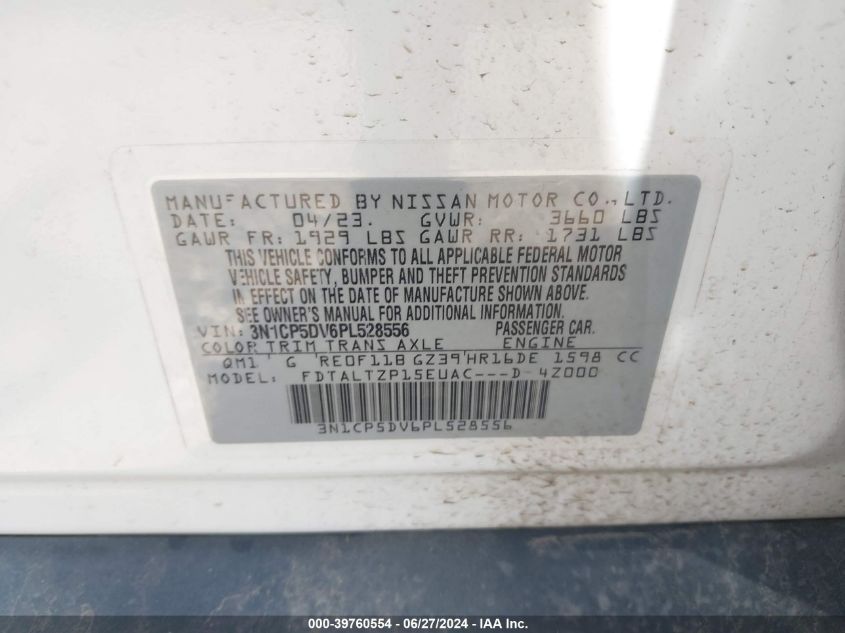 MANUFACTURED BY NISSAN MOTOR CO., LTD.
DATE: 04/23. GVWR: 3660 LBS
GAWR FR: 1929 LBS GAWR RR: 1731 LBS
THIS VEHICLE CONFORMS TO ALL APPLICABLE FEDERAL MOTOR
VEHICLE SAFETY, BUMPER AND THEFT PREVENTION STANDARDS
IN EFFECT ON THE DATE OF MANUFACTURE SHOWN ABOVE.
SEE OWNER'S MANUAL FOR ADDITIONAL INFORMATION.
VIN: 3N1CP5DV6PL528556 PASSENGER CAR.
COLOR TRIM TRANS AXLE ENGINE
QM1 G RE0F11B GZ39 HR16DE 1598 CC
MODEL: FDTALTZP15EUAC---D- 4Z000
3N1CP5DV6PL528556
000-39760554 / 06/27/2024 / IAAI.COM